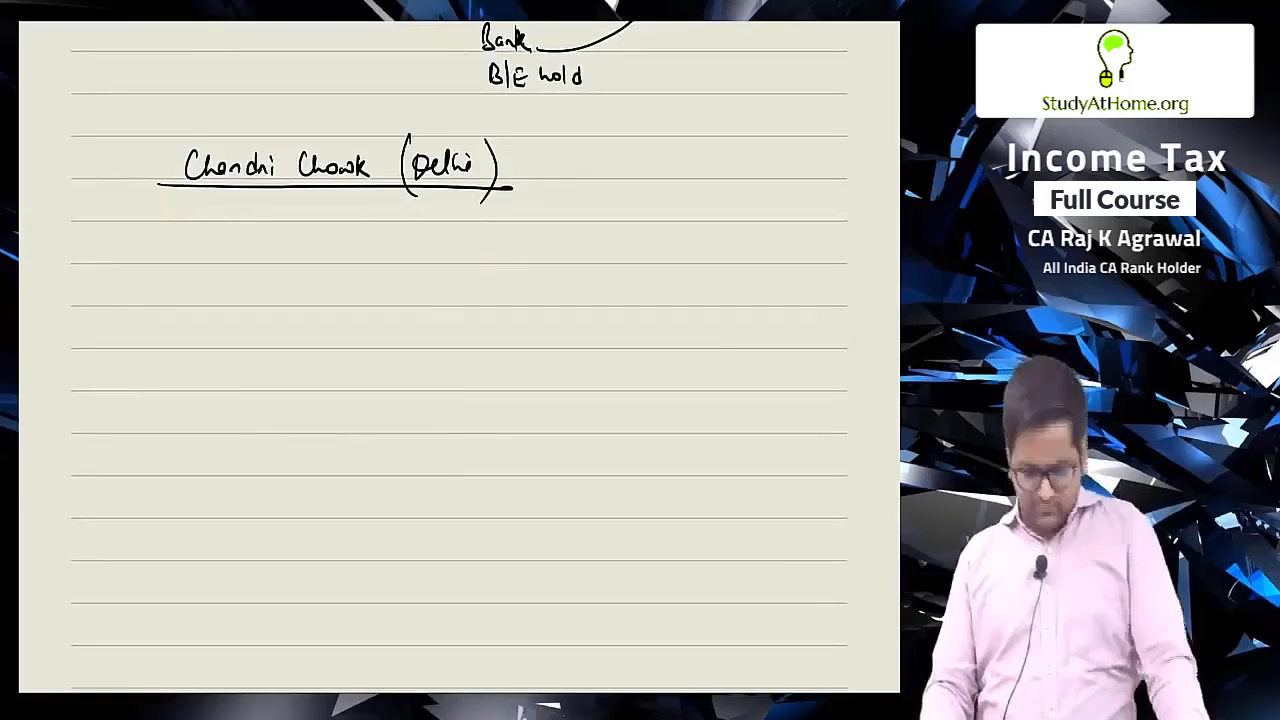 Bank
B/E hold
Chandni Chowk (Delhi)
StudyAtHome.org
Income Tax
Full Course
CA Raj K Agrawal
All India CA Rank Holder